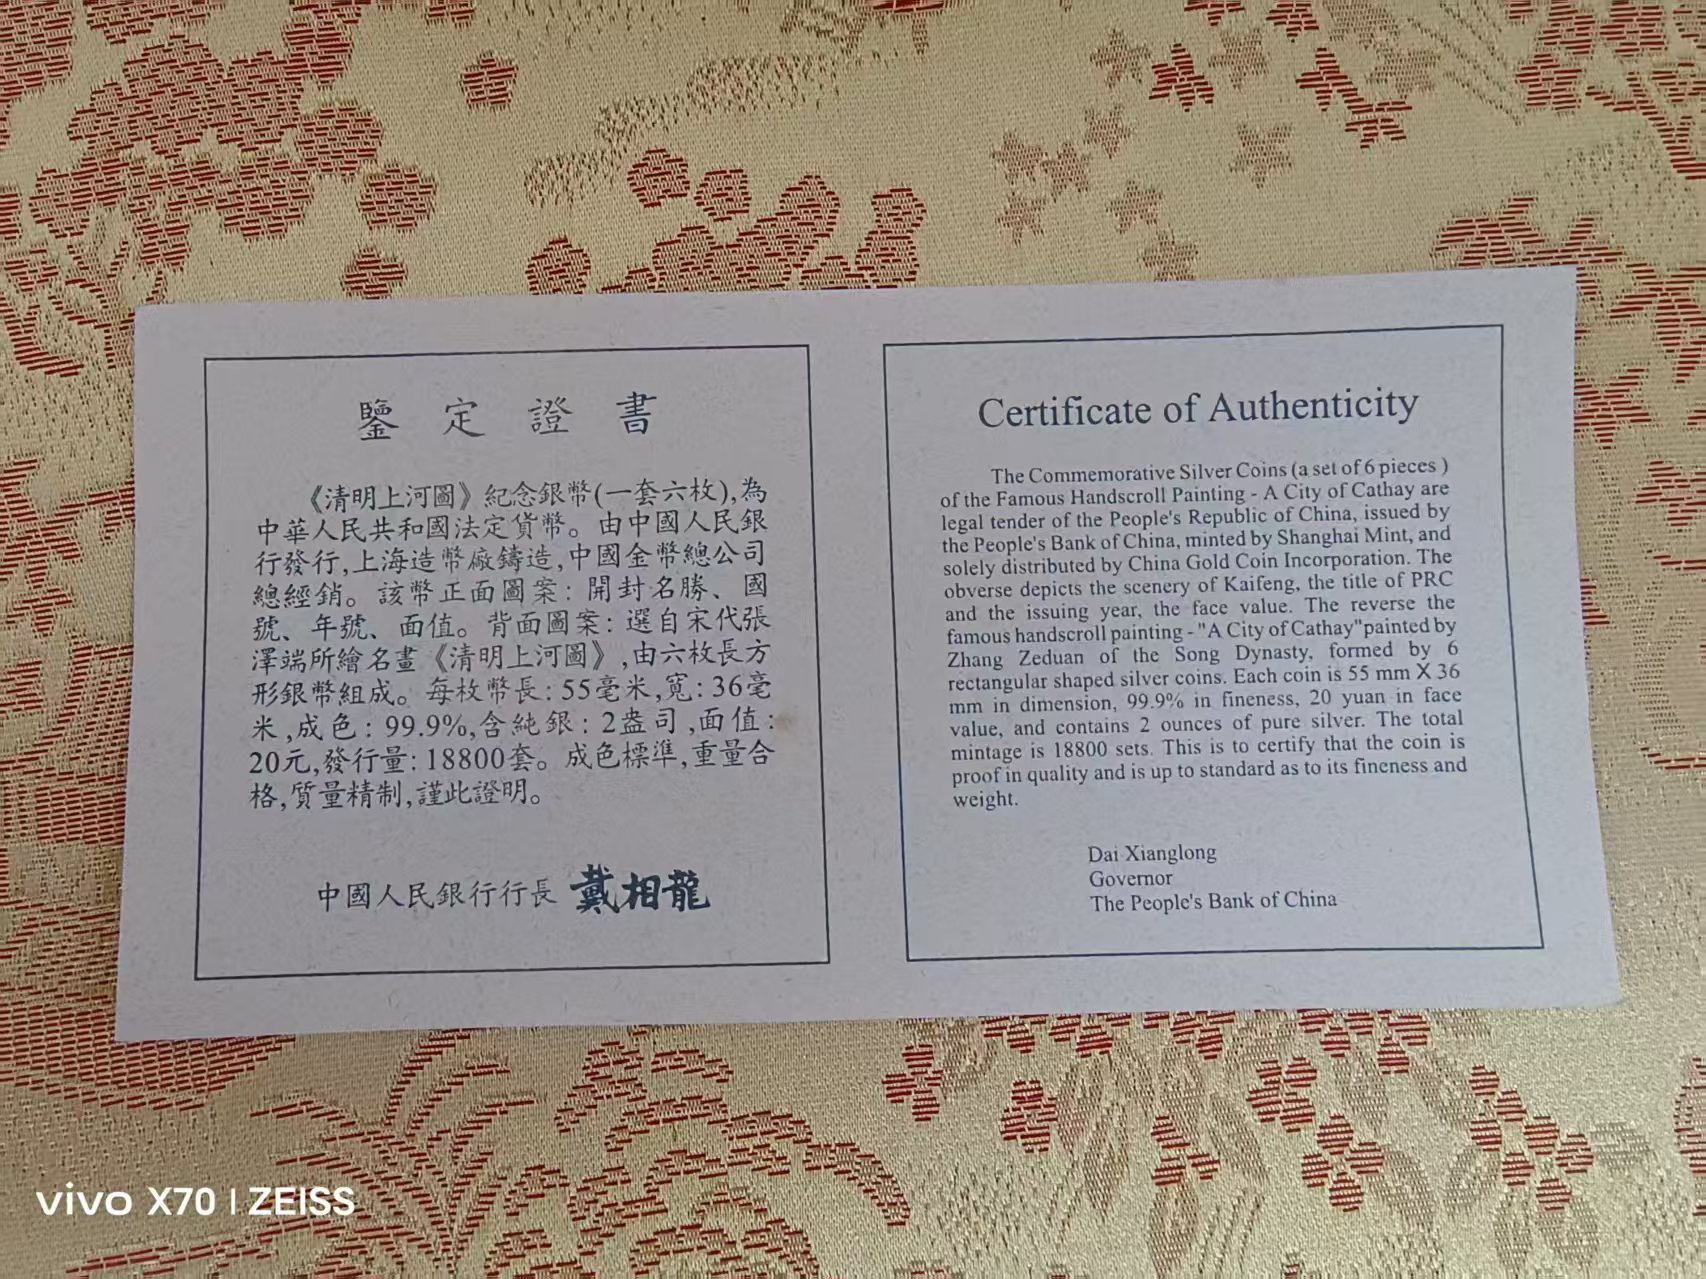 鑒定證書
《清明上河圖》紀念銀幣(一套六枚),為
中華人民共和國法定貨幣。由中國人民銀
行發行,上海造幣廠鑄造,中國金幣總公司
總經銷。該幣正面圖案:開封名勝、國
號、年號、面值。背面圖案:選自宋代張
澤端所繪名畫《清明上河圖》,由六枚長方
形銀幣組成。每枚幣長:55毫米,寬:36毫
米,成色:99.9%,含純銀:2盎司,面值:
20元,發行量:18800套。成色標準,重量合
格,質量精制,謹此證明。
中國人民銀行行長 戴相龍
Certificate of Authenticity
The Commemorative Silver Coins (a set of 6 pieces )
of the Famous Handscroll Painting - A City of Cathay are
legal tender of the People's Republic of China, issued by
the People's Bank of China, minted by Shanghai Mint, and
solely distributed by China Gold Coin Incorporation. The
obverse depicts the scenery of Kaifeng, the title of PRC
and the issuing year, the face value. The reverse the
famous handscroll painting - "A City of Cathay"painted by
Zhang Zeduan of the Song Dynasty, formed by 6
rectangular shaped silver coins. Each coin is 55 mm X 36
mm in dimension, 99.9% in fineness, 20 yuan in face
value, and contains 2 ounces of pure silver. The total
mintage is 18800 sets. This is to certify that the coin is
proof in quality and is up to standard as to its fineness and
weight.
Dai Xianglong
Governor
The People's Bank of China
vivo X70 | ZEISS